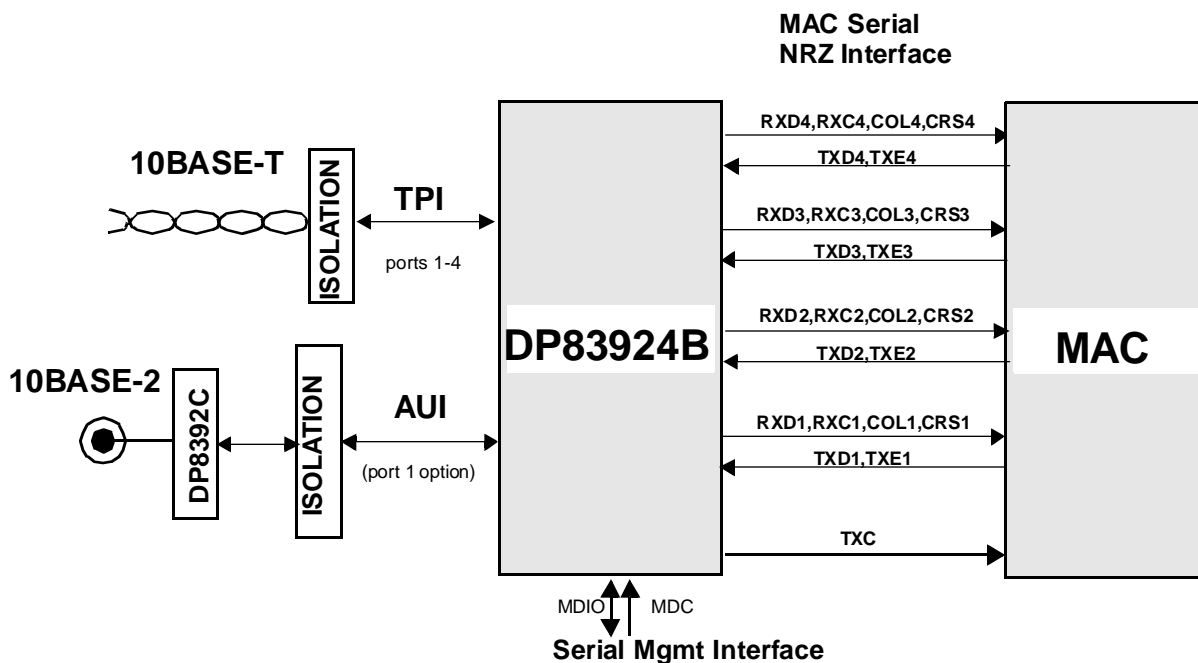 MAC Serial
NRZ Interface
RXD4,RXC4,COL4,CRS4
TXD4,TXE4
10BASE-T
ISOLATION
TPI
ports 1-4
RXD3,RXC3,COL3,CRS3
TXD3,TXE3
DP83924B
RXD2,RXC2,COL2,CRS2
TXD2,TXE2
MAC
10BASE-2
DP8392C
ISOLATION
AUI
(port 1 option)
RXD1,RXC1,COL1,CRS1
TXD1,TXE1
TXC
MDIO
MDC
Serial Mgmt Interface